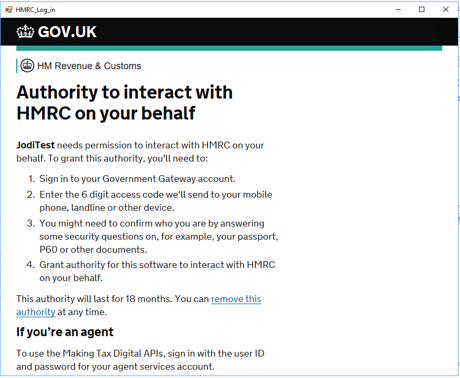 HMRC_Log_in
GOV.UK
HM Revenue & Customs
Authority to interact with
HMRC on your behalf
JodiTest needs permission to interact with HMRC on your
behalf. To grant this authority, you'll need to:
1. Sign in to your Government Gateway account.
2. Enter the 6 digit access code we'll send to your mobile
phone, landline or other device.
3. You might need to confirm who you are by answering
some security questions on, for example, your passport,
P60 or other documents.
4. Grant authority for this software to interact with HMRC
on your behalf.
This authority will last for 18 months. You can remove this
authority at any time.
If you're an agent
To use the Making Tax Digital APIs, sign in with the user ID
and password for your agent services account.